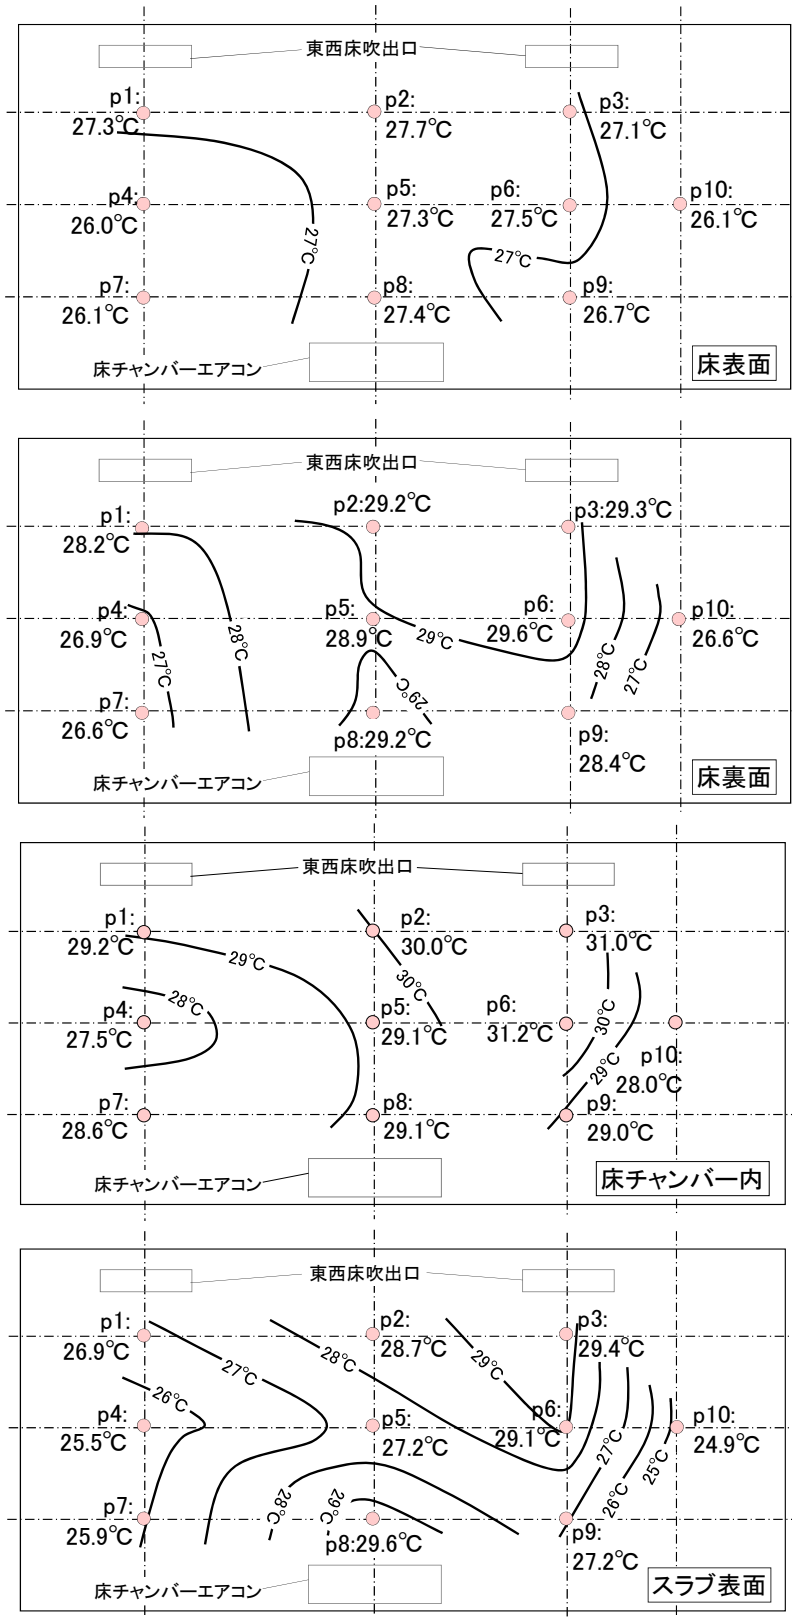 東西床吹出口
p1:
27.3℃
p2:
27.7℃
p3:
27.1℃
p4:
26.0℃
p5:
27.3℃
p6:
27.5℃
p10:
26.1℃
27℃
27℃
p7:
26.1℃
p8:
27.4℃
p9:
26.7℃
床チャンバーエアコン
床表面
東西床吹出口
p1:
28.2℃
p2:29.2℃
p3:29.3℃
p4:
26.9℃
p5:
28.9℃
p6:
29.6℃
p10:
26.6℃
27℃
28℃
29℃
28℃
27℃
29℃
p7:
26.6℃
p8:29.2℃
p9:
28.4℃
床チャンバーエアコン
床裏面
東西床吹出口
p1:
29.2℃
p2:
30.0℃
p3:
31.0℃
29℃
30℃
28℃
p4:
27.5℃
p5:
29.1℃
p6:
31.2℃
30℃
29℃
p10:
28.0℃
p7:
28.6℃
p8:
29.1℃
p9:
29.0℃
床チャンバーエアコン
床チャンバー内
東西床吹出口
p1:
26.9℃
p2:
28.7℃
p3:
29.4℃
27℃
28℃
29℃
26℃
p4:
25.5℃
p5:
27.2℃
p6:
29.1℃
p10:
24.9℃
27℃
26℃
25℃
28℃
29℃
p7:
25.9℃
p8:29.6℃
p9:
27.2℃
床チャンバーエアコン
スラブ表面